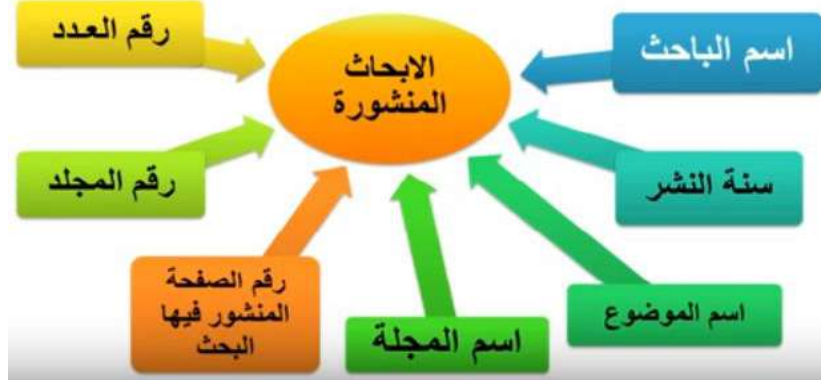 الابحاث
المنشورة
اسم الباحث
سنة النشر
اسم الموضوع
اسم المجلة
رقم الصفحة
المنشور فيها
البحث
رقم المجلد
رقم العدد